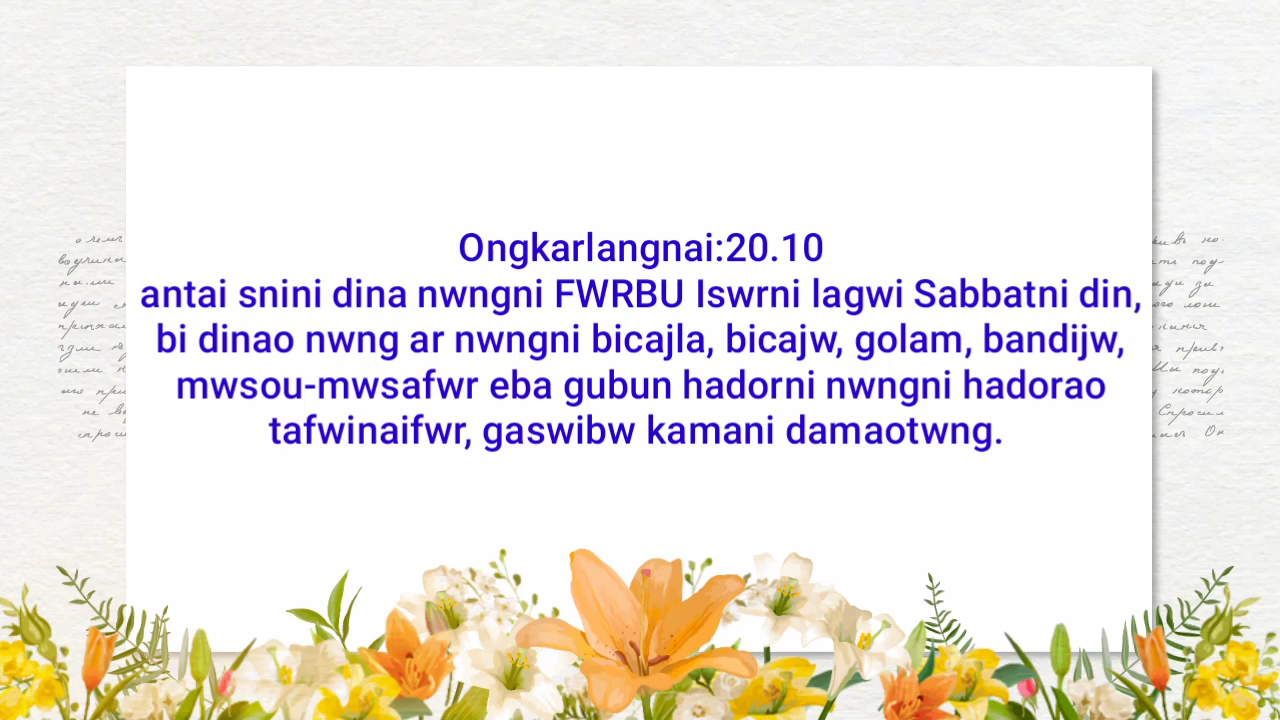 Ongkarlangnai:20.10
antai snini dina nwngni FWRBU Iswrni lagwi Sabbatni din,
bi dinao nwng ar nwngni bicajla, bicajw, golam, bandijw,
mwsou-mwsafwr eba gubun hadorni nwngni hadorao
tafwinaifwr, gaswibw kamani damaotwng.